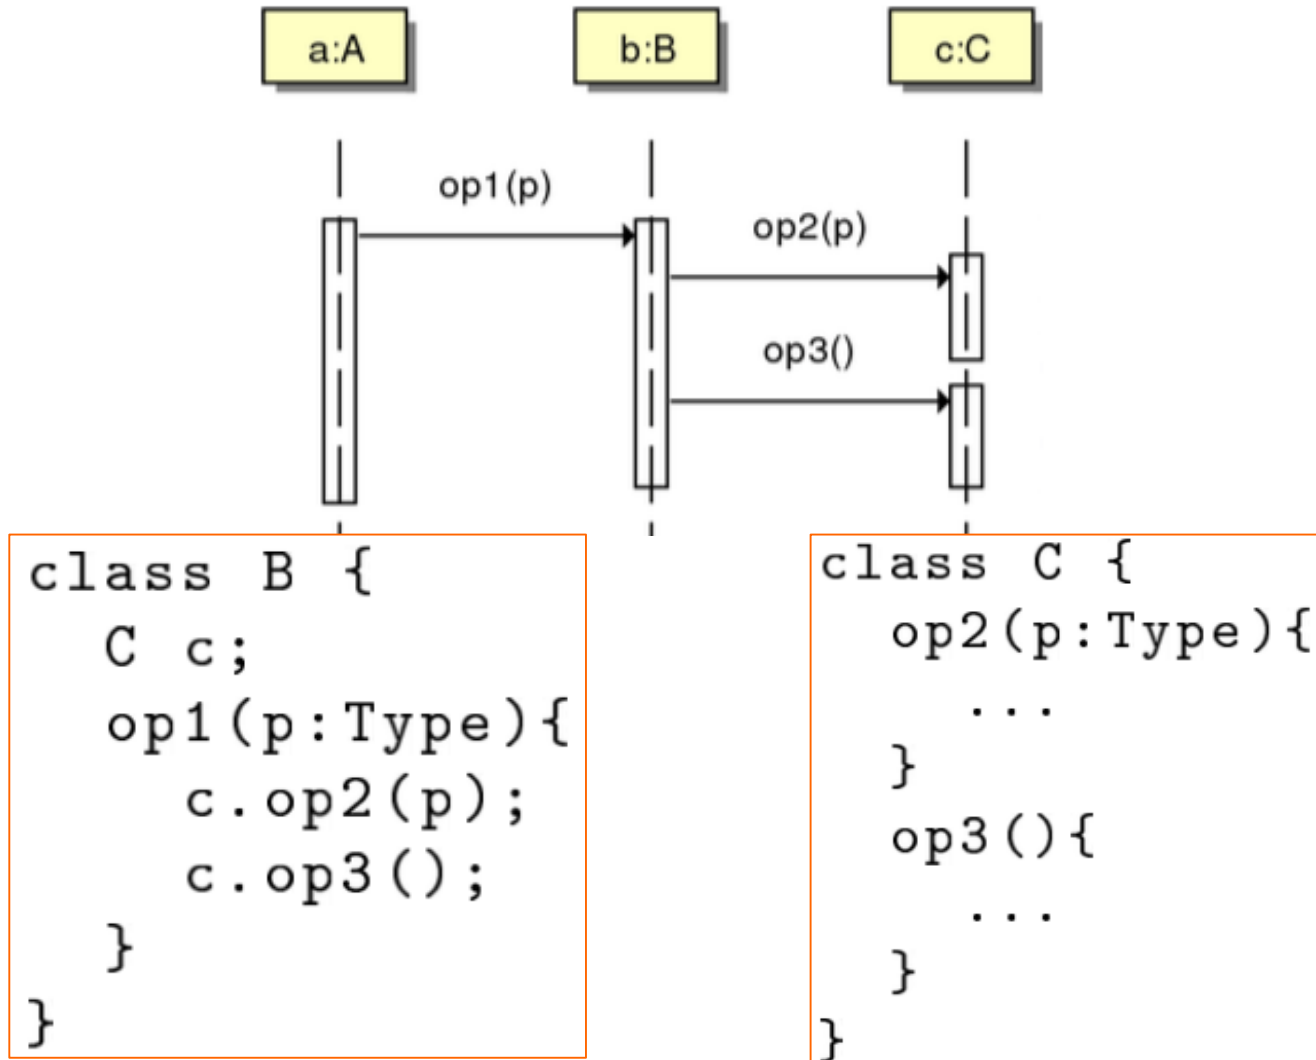 a:A
b:B
c:C
op1(p)
op2(p)
op3()
class B {
C c;
op1(p:Type){
c.op2(p);
c.op3();
}
}
class C {
op2(p:Type){
...
}
op3(){
...
}
}